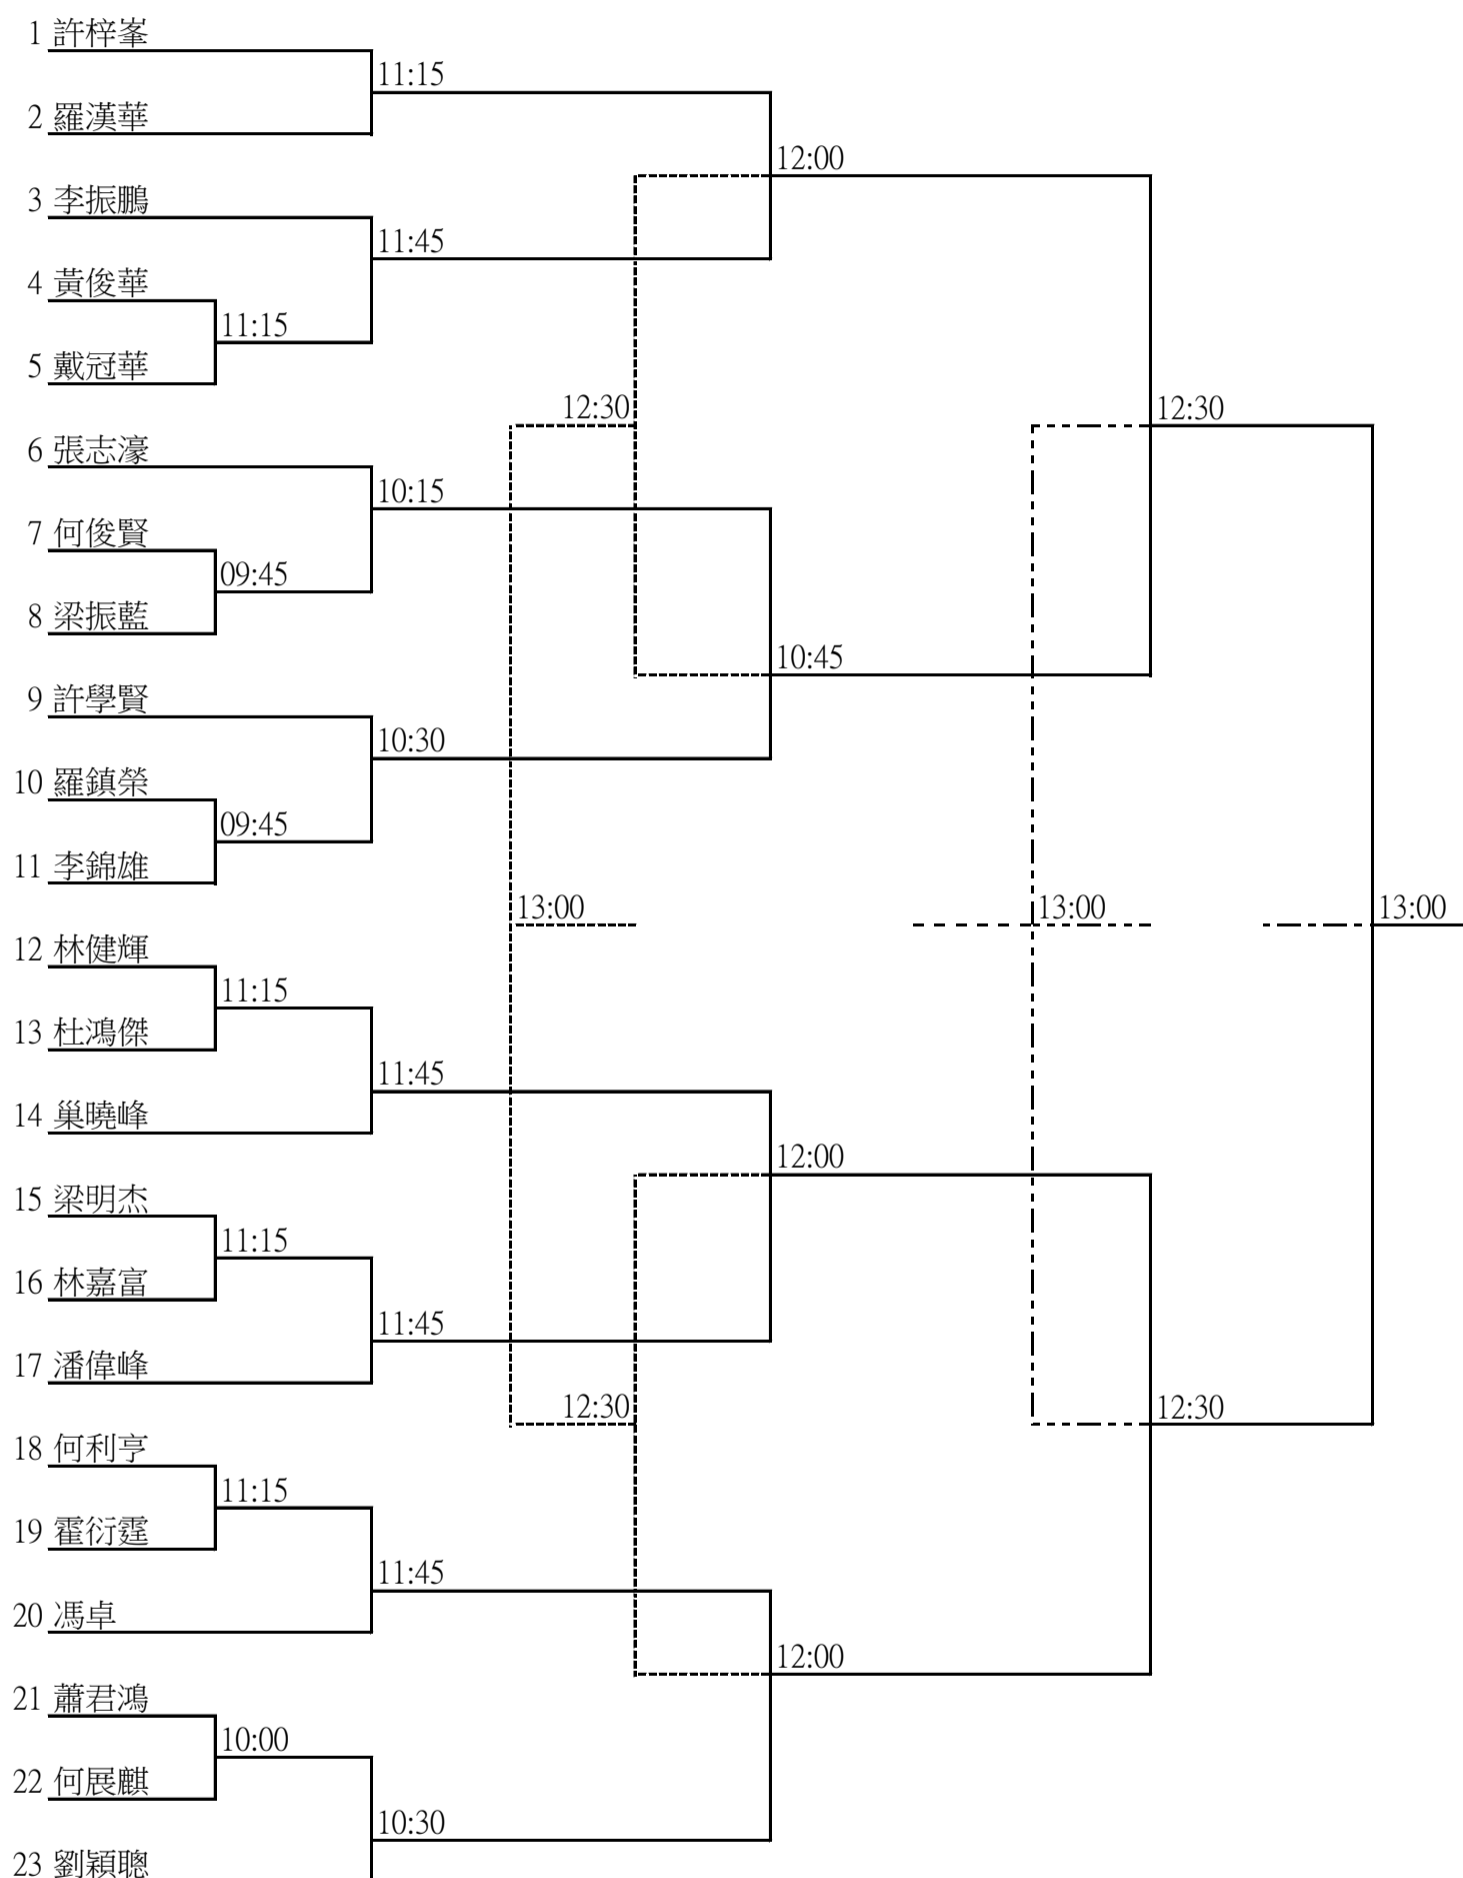 1 許梓峯
11:15
2 羅漢華
12:00
3 李振鵬
11:45
4 黃俊華
11:15
5 戴冠華
12:30
12:30
6 張志濠
10:15
7 何俊賢
09:45
8 梁振藍
10:45
9 許學賢
10:30
10 羅鎮榮
09:45
11 李錦雄
13:00
13:00
13:00
12 林健輝
11:15
13 杜鴻傑
11:45
14 巢曉峰
12:00
15 梁明杰
11:15
16 林嘉富
11:45
17 潘偉峰
12:30
12:30
18 何利亨
11:15
19 霍衍霆
11:45
20 馮卓
12:00
21 蕭君鴻
10:00
22 何展麒
10:30
23 劉穎聰